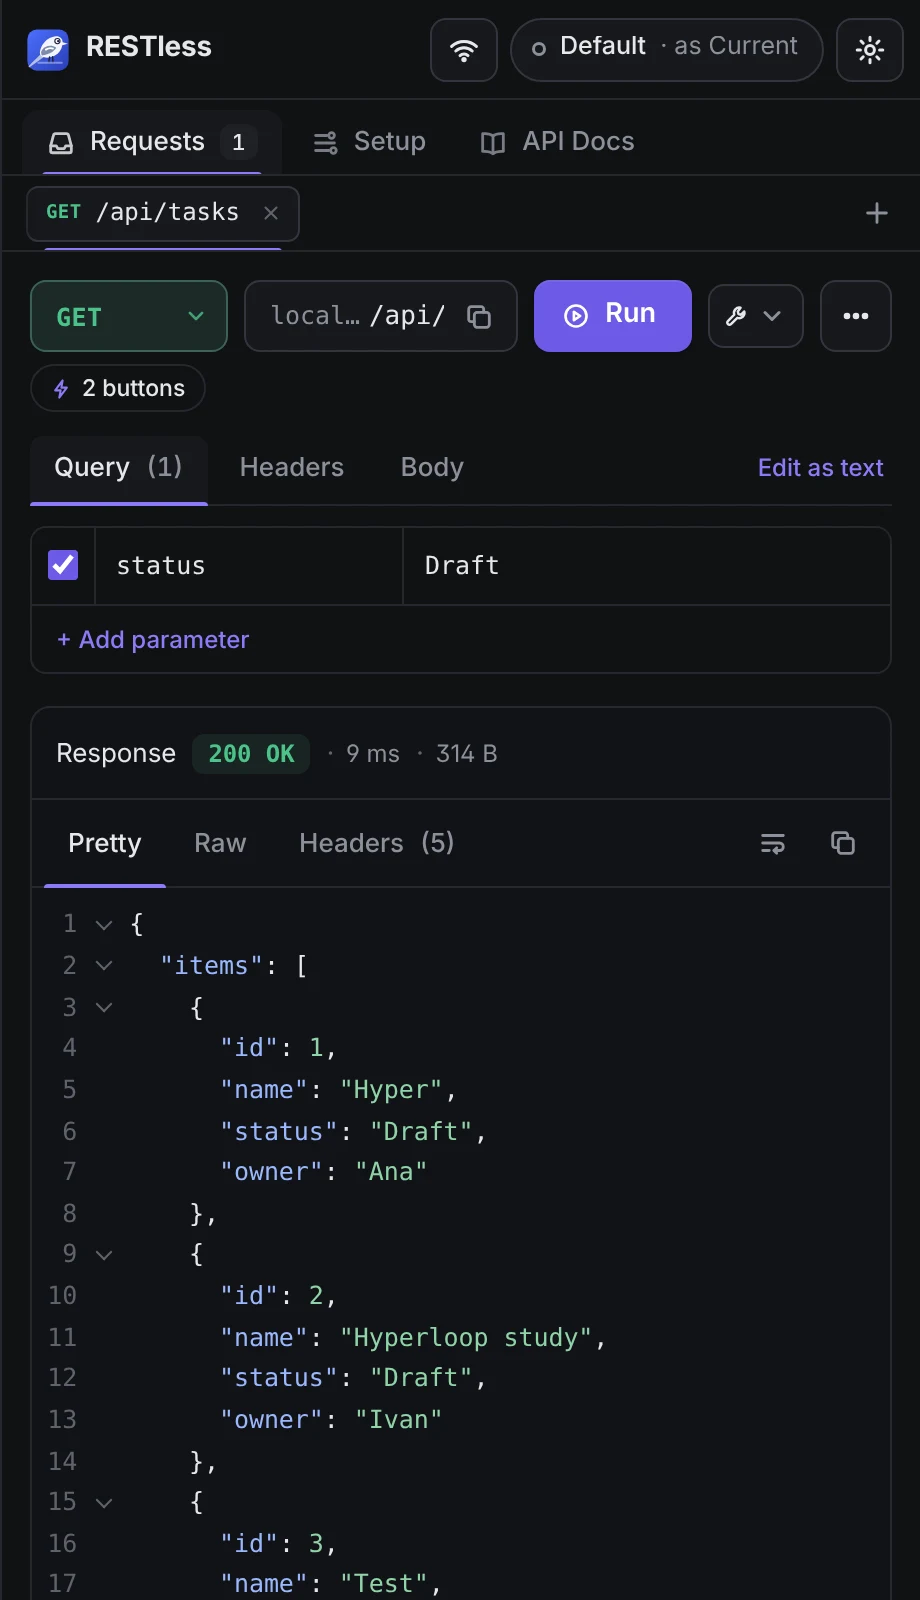 RESTless
Default · as Current
Requests 1 Setup API Docs
GET /api/tasks
GET local… /api/ Run
2 buttons
Query (1) Headers Body Edit as text
status Draft
+ Add parameter
Response 200 OK · 9 ms · 314 B
Pretty Raw Headers (5)
1 {
2 "items": [
3 {
4 "id": 1,
5 "name": "Hyper",
6 "status": "Draft",
7 "owner": "Ana"
8 },
9 {
10 "id": 2,
11 "name": "Hyperloop study",
12 "status": "Draft",
13 "owner": "Ivan"
14 },
15 {
16 "id": 3,
17 "name": "Test",